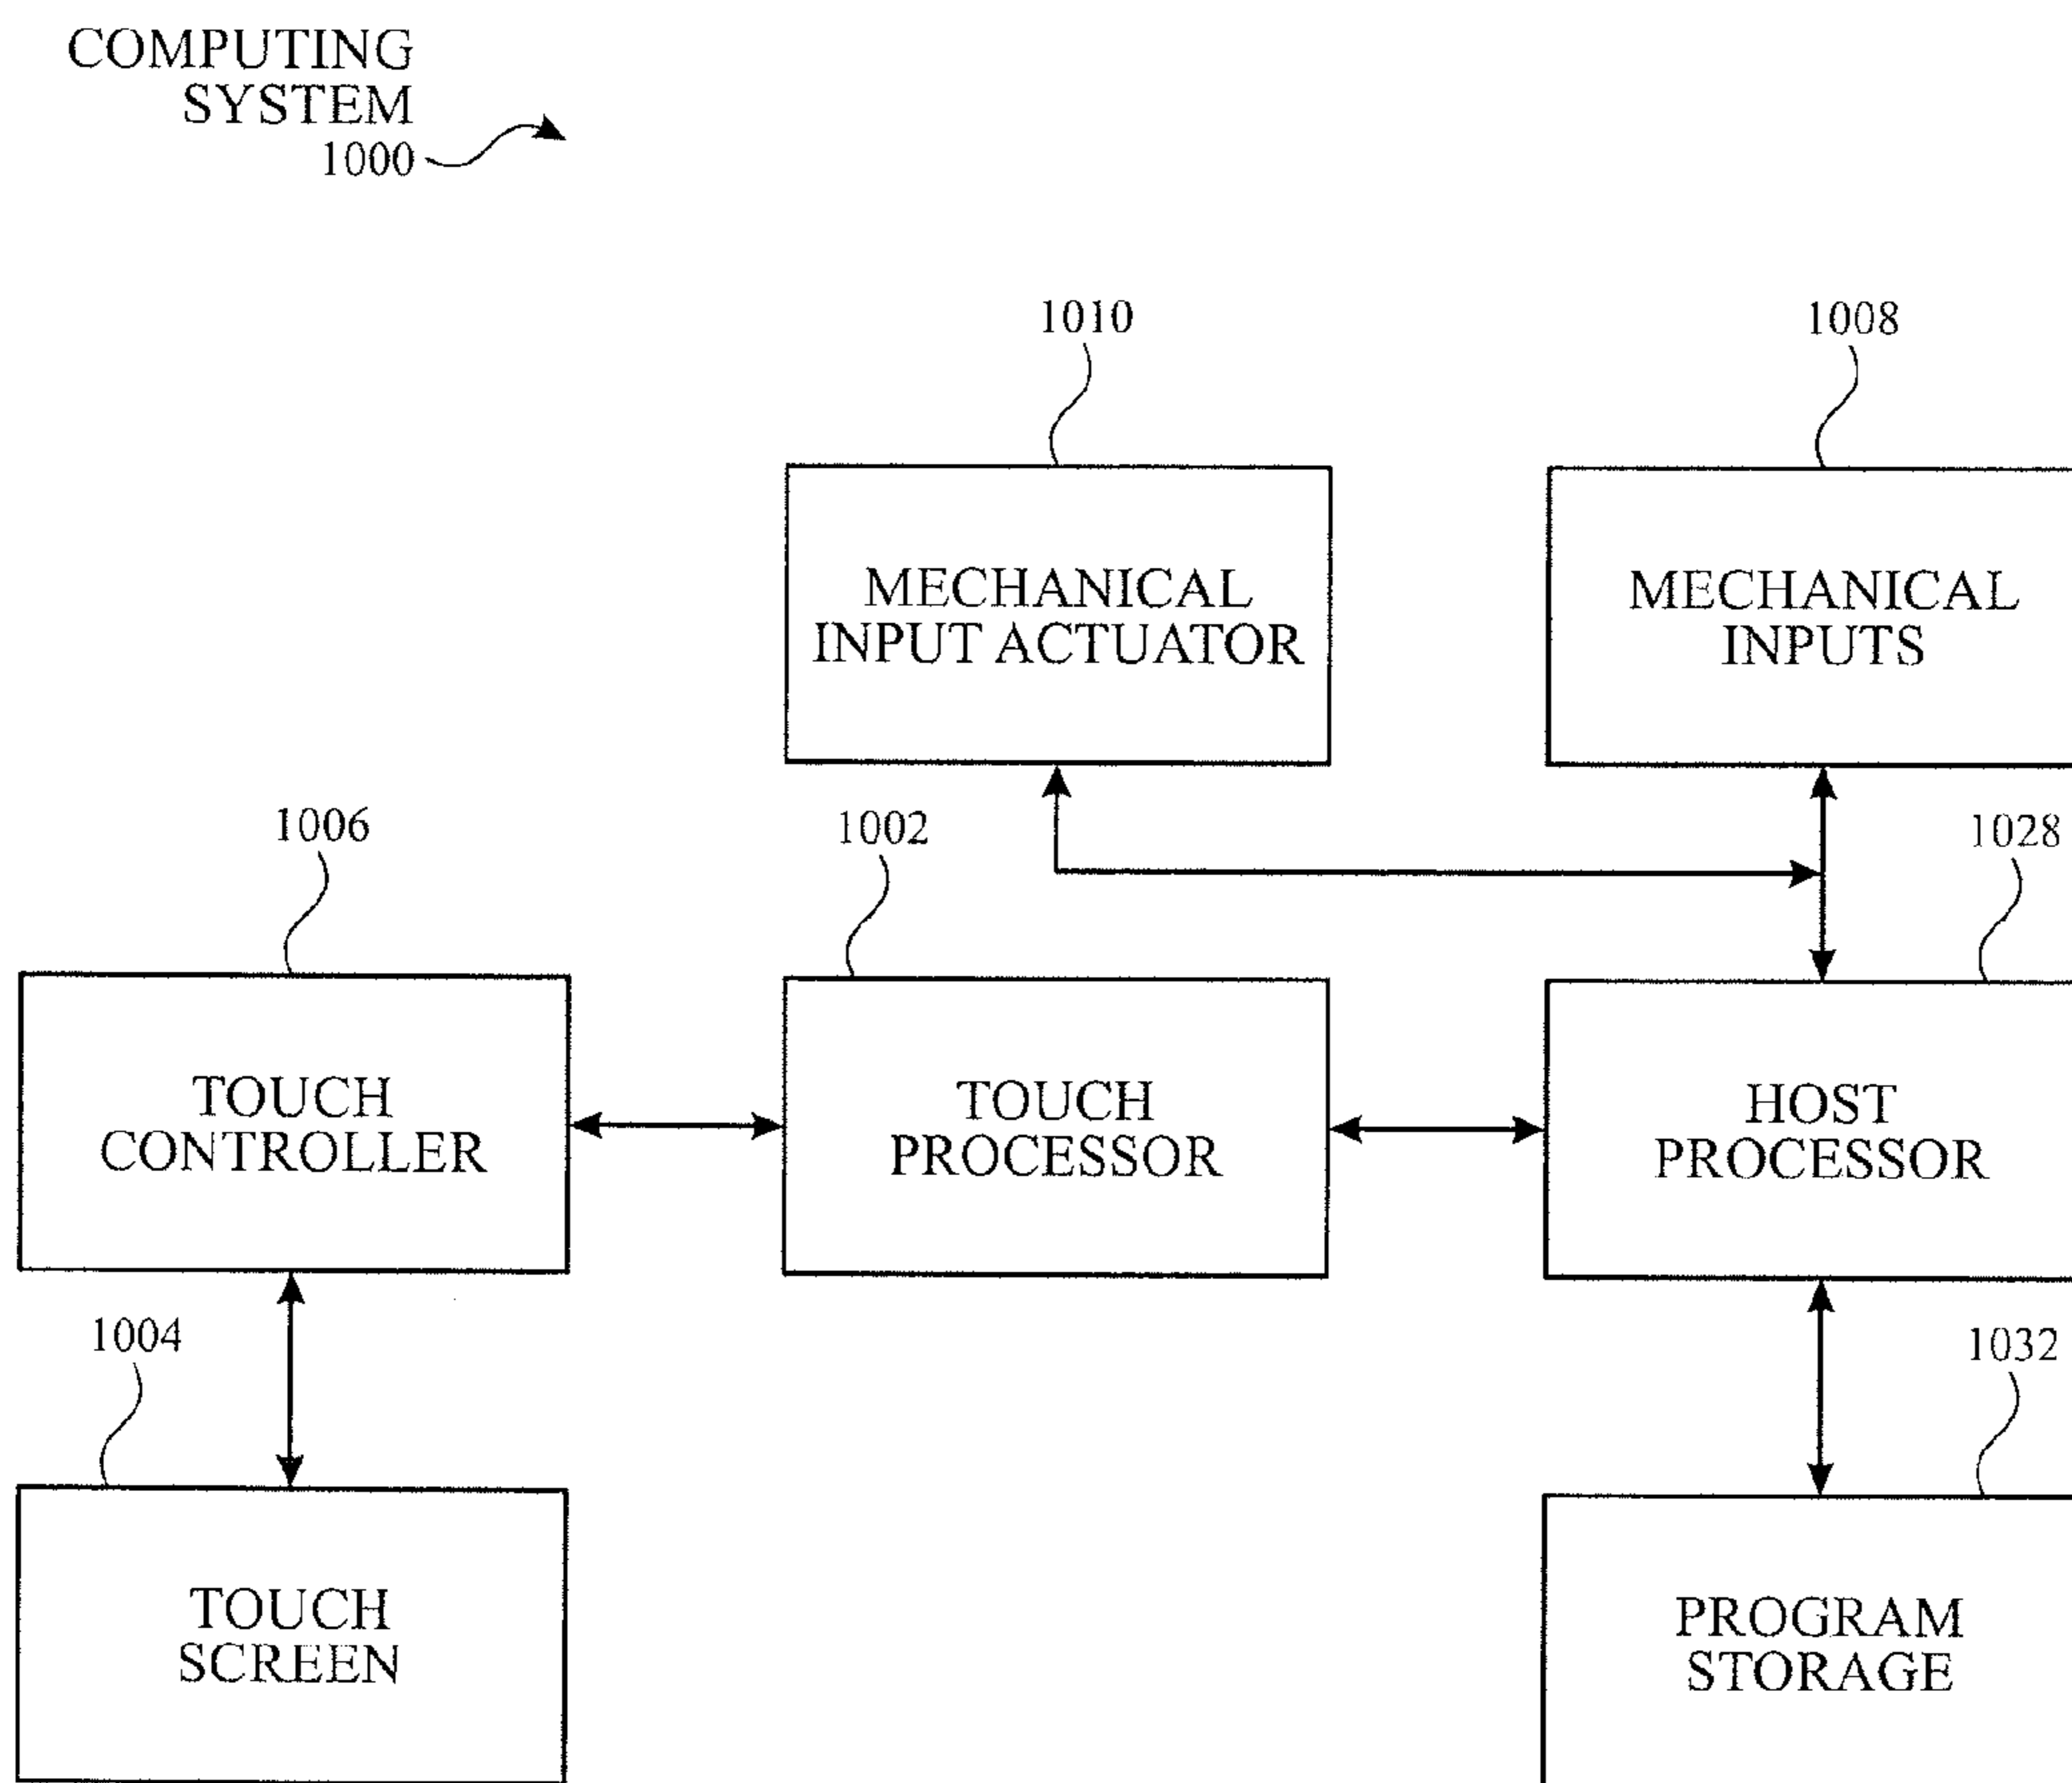 COMPUTING
SYSTEM
1000
1010
1008
MECHANICAL
INPUT ACTUATOR
MECHANICAL
INPUTS
1006
1002
1028
TOUCH
CONTROLLER
TOUCH
PROCESSOR
HOST
PROCESSOR
1004
1032
TOUCH
SCREEN
PROGRAM
STORAGE